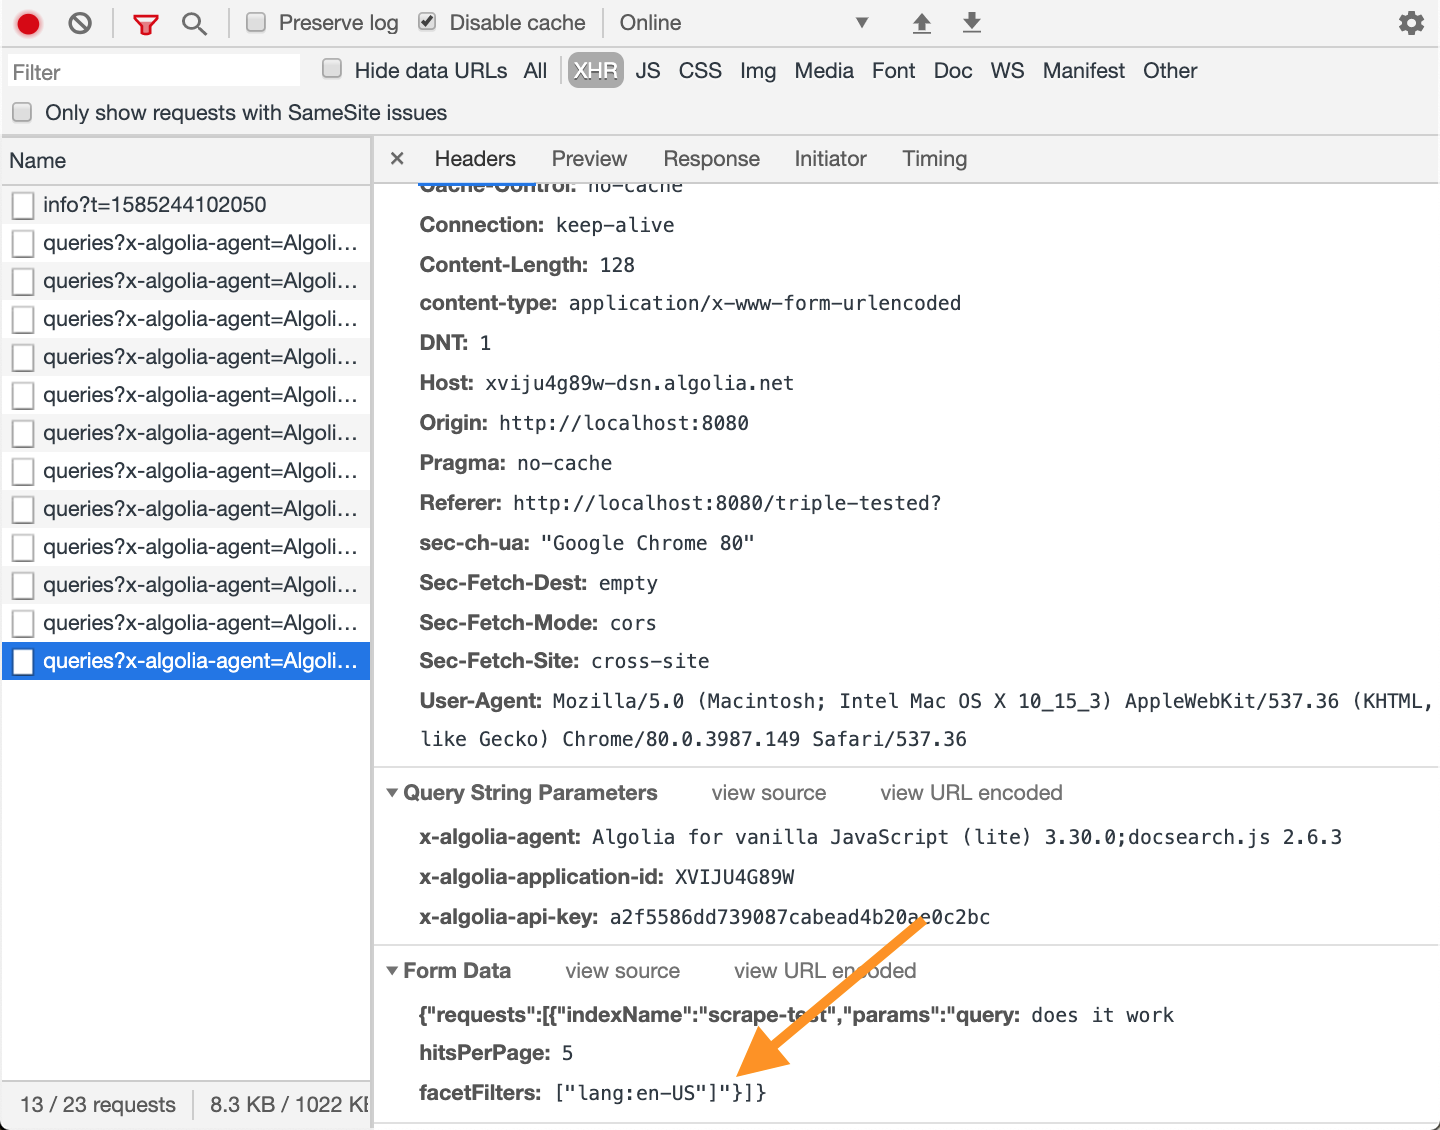 Preserve log Disable cache Online
Filter Hide data URLs All XHR JS CSS Img Media Font Doc WS Manifest Other
Only show requests with SameSite issues
Name
info?t=1585244102050
queries?x-algolia-agent=Algoli…
queries?x-algolia-agent=Algoli…
queries?x-algolia-agent=Algoli…
queries?x-algolia-agent=Algoli…
queries?x-algolia-agent=Algoli…
queries?x-algolia-agent=Algoli…
queries?x-algolia-agent=Algoli…
queries?x-algolia-agent=Algoli…
queries?x-algolia-agent=Algoli…
queries?x-algolia-agent=Algoli…
queries?x-algolia-agent=Algoli…
queries?x-algolia-agent=Algoli…
13 / 23 requests 8.3 KB / 1022 KB
× Headers Preview Response Initiator Timing
Cache-Control: no-cache
Connection: keep-alive
Content-Length: 128
content-type: application/x-www-form-urlencoded
DNT: 1
Host: xviju4g89w-dsn.algolia.net
Origin: http://localhost:8080
Pragma: no-cache
Referer: http://localhost:8080/triple-tested?
sec-ch-ua: "Google Chrome 80"
Sec-Fetch-Dest: empty
Sec-Fetch-Mode: cors
Sec-Fetch-Site: cross-site
User-Agent: Mozilla/5.0 (Macintosh; Intel Mac OS X 10_15_3) AppleWebKit/537.36 (KHTML,
like Gecko) Chrome/80.0.3987.149 Safari/537.36
Query String Parameters view source view URL encoded
x-algolia-agent: Algolia for vanilla JavaScript (lite) 3.30.0;docsearch.js 2.6.3
x-algolia-application-id: XVIJU4G89W
x-algolia-api-key: a2f5586dd739087cabead4b20ae0c2bc
Form Data view source view URL encoded
{"requests":[{"indexName":"scrape-test","params":"query: does it work
hitsPerPage: 5
facetFilters: ["lang:en-US"]"}]}